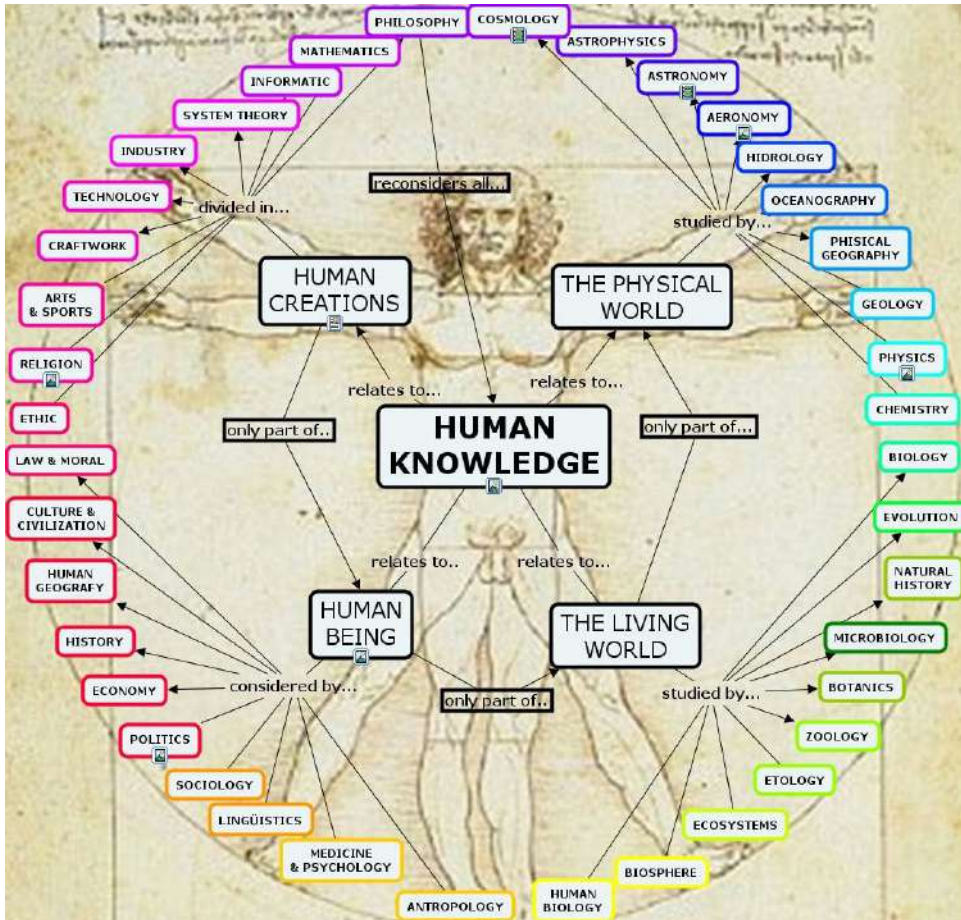 PHILOSOPHY
COSMOLOGY
ASTROPHYSICS
MATHEMATICS
INFORMATIC
ASTRONOMY
SYSTEM THEORY
AERONOMY
INDUSTRY
HIDROLOGY
reconsiders all...
TECHNOLOGY
divided in...
OCEANOGRAPHY
studied by...
CRAFTWORK
PHISICAL
GEOGRAPHY
HUMAN
CREATIONS
THE PHYSICAL
WORLD
ARTS
& SPORTS
GEOLOGY
RELIGION
PHYSICS
relates to...
relates to...
ETHIC
CHEMISTRY
only part of..
HUMAN
KNOWLEDGE
only part of...
LAW & MORAL
BIOLOGY
CULTURE &
CIVILIZATION
EVOLUTION
relates to..
relates to...
HUMAN
GEOGRAFY
NATURAL
HISTORY
HUMAN
BEING
THE LIVING
WORLD
HISTORY
MICROBIOLOGY
ECONOMY
considered by...
only part of..
studied by...
BOTANICS
POLITICS
ZOOLOGY
SOCIOLOGY
ETOLOGY
LINGÜISTICS
ECOSYSTEMS
MEDICINE
& PSYCHOLOGY
BIOSPHERE
ANTROPOLOGY
HUMAN
BIOLOGY